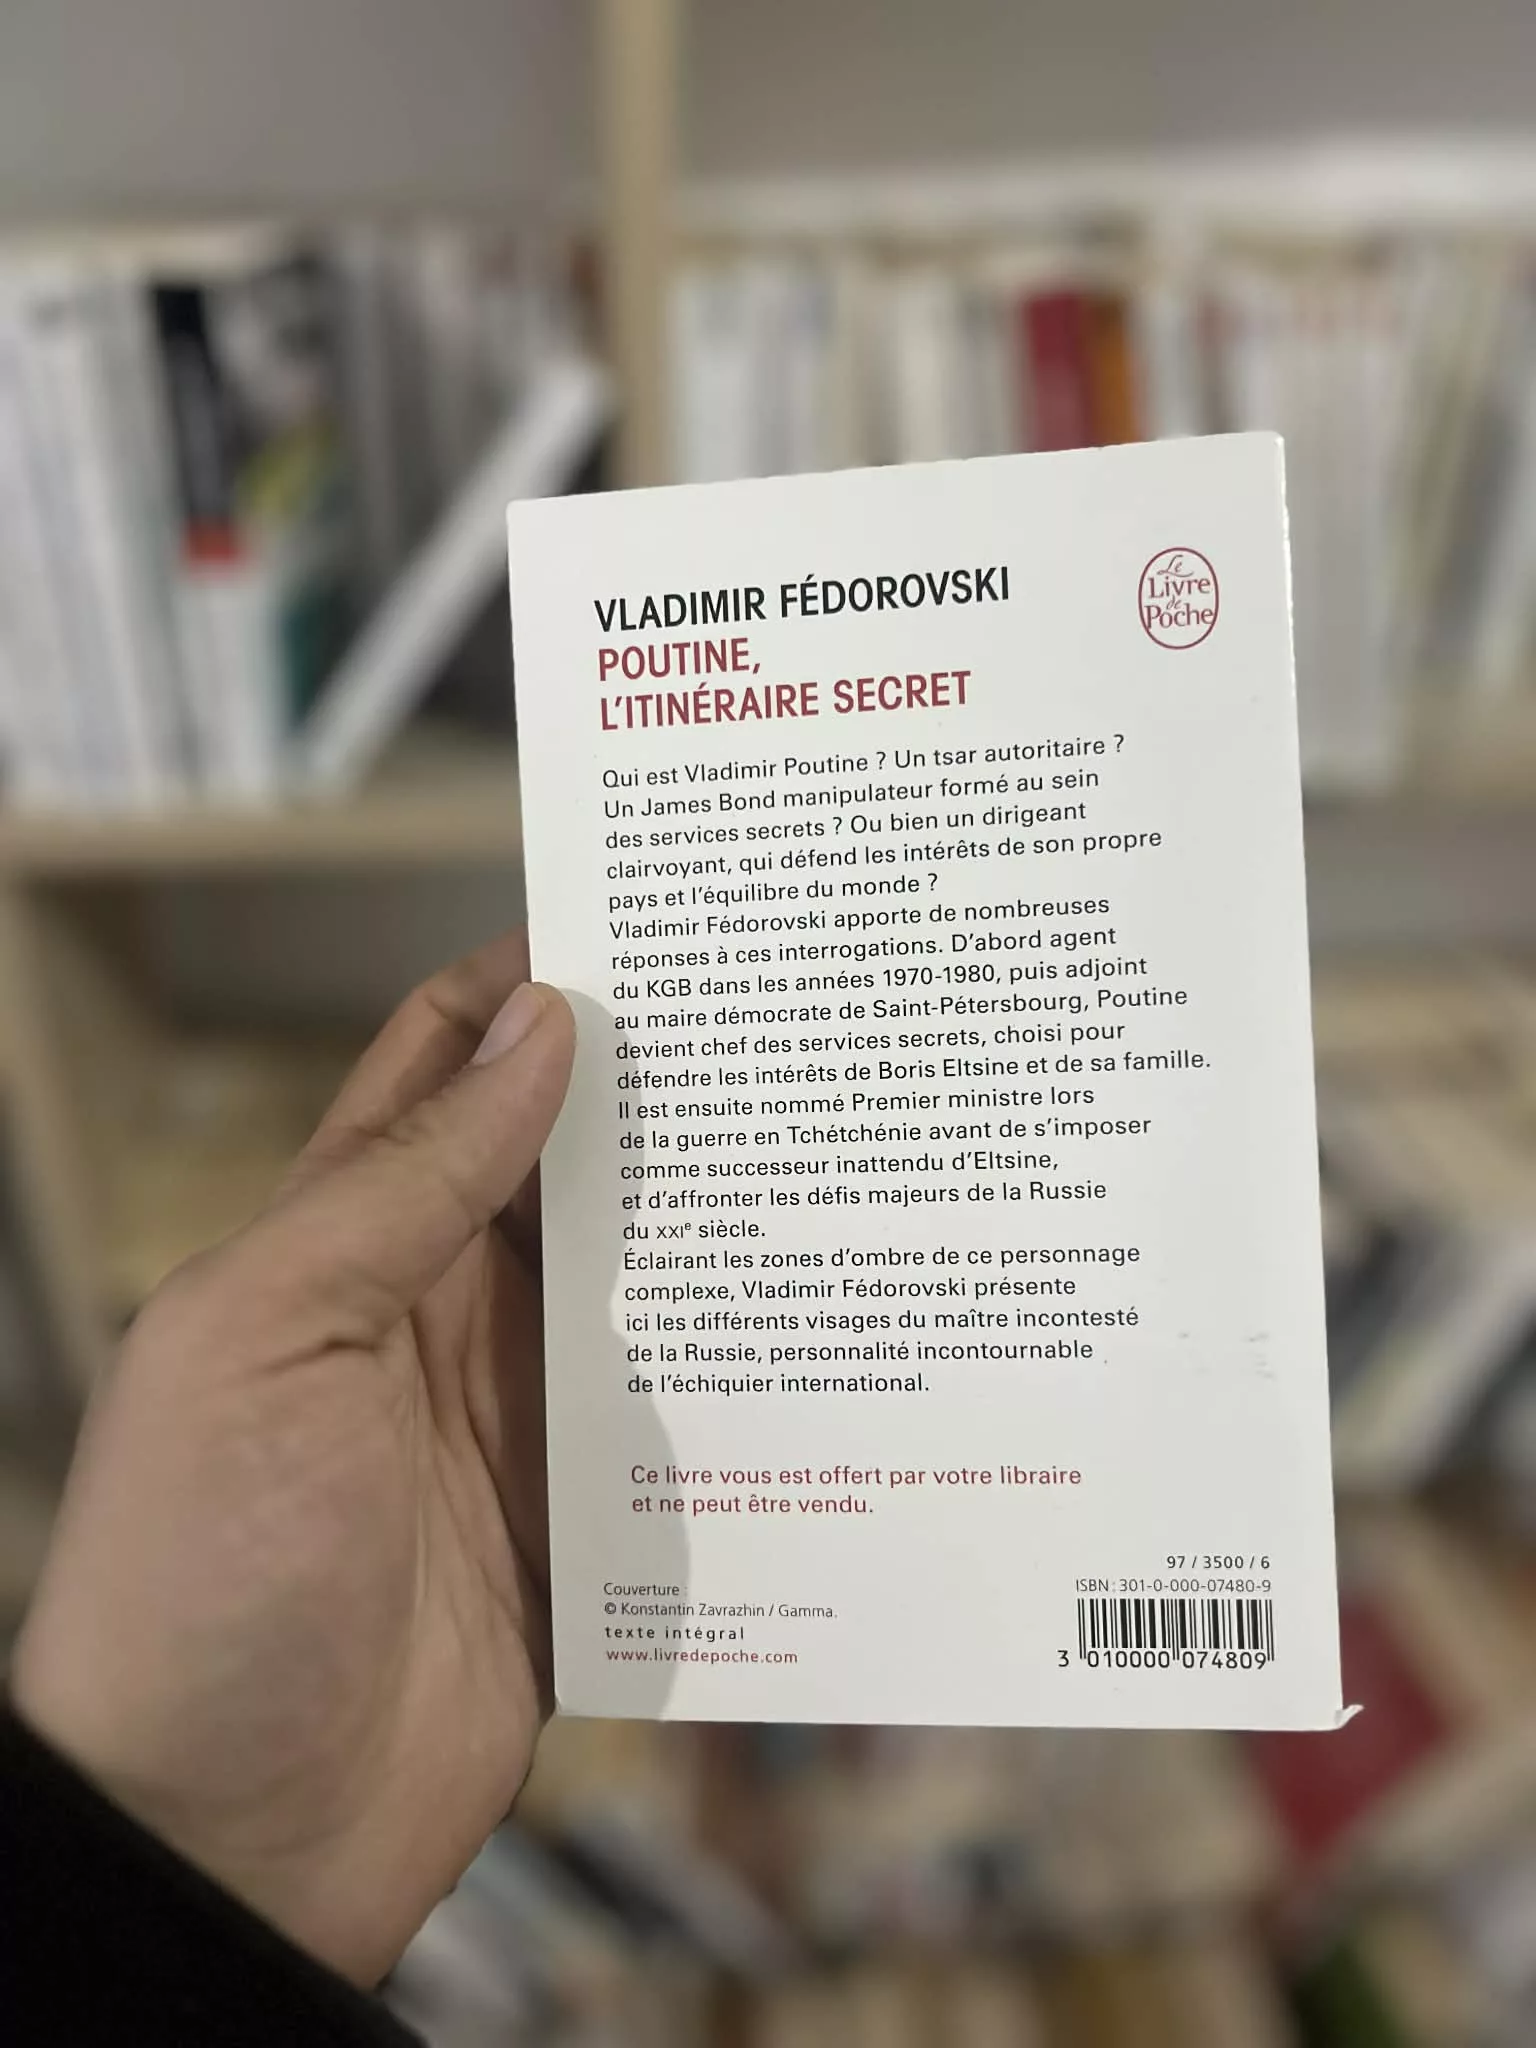 VLADIMIR FÉDOROVSKI
POUTINE,
L'ITINÉRAIRE SECRET
Le
Livre
de
Poche
Qui est Vladimir Poutine ? Un tsar autoritaire ?
Un James Bond manipulateur formé au sein
des services secrets ? Ou bien un dirigeant
clairvoyant, qui défend les intérêts de son propre
pays et l'équilibre du monde ?
Vladimir Fédorovski apporte de nombreuses
réponses à ces interrogations. D'abord agent
du KGB dans les années 1970-1980, puis adjoint
au maire démocrate de Saint-Pétersbourg, Poutine
devient chef des services secrets, choisi pour
défendre les intérêts de Boris Eltsine et de sa famille.
Il est ensuite nommé Premier ministre lors
de la guerre en Tchétchénie avant de s'imposer
comme successeur inattendu d'Eltsine,
et d'affronter les défis majeurs de la Russie
du XXIe siècle.
Éclairant les zones d'ombre de ce personnage
complexe, Vladimir Fédorovski présente
ici les différents visages du maître incontesté
de la Russie, personnalité incontournable
de l'échiquier international.
Ce livre vous est offert par votre libraire
et ne peut être vendu.
97 / 3500 / 6
ISBN : 301-0-000-07480-9
3 010000 074809
Couverture :
© Konstantin Zavrazhin / Gamma.
texte intégral
www.livredepoche.com